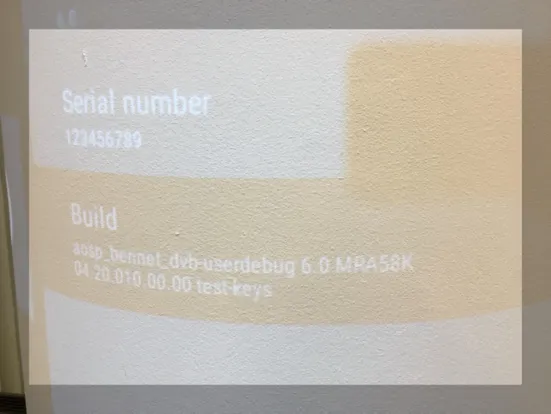 Serial number
123456789
Build
aosp_bennet_dvb-userdebug 6.0 MRA58K
04.20.010.00.00 test-keys